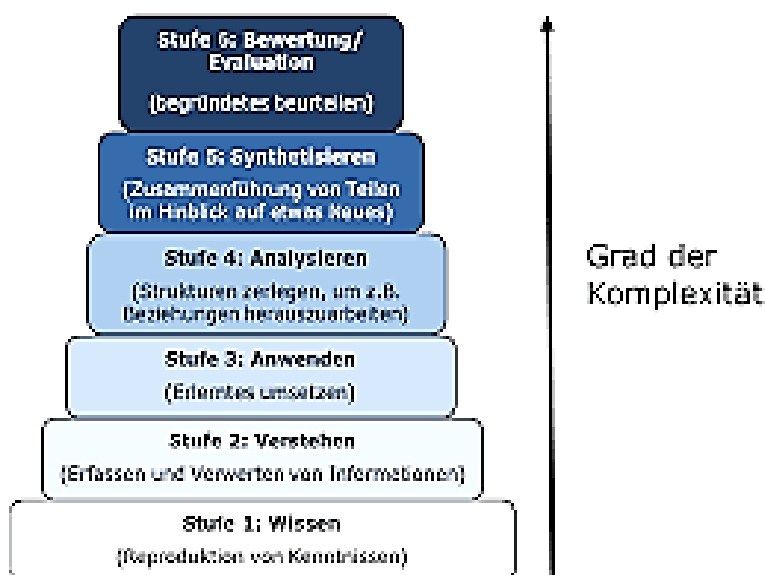 Stufe 6: Bewertung/
Evaluation
(begründetes beurteilen)
Stufe 5: Synthetisieren
(Zusammenführung von Teilen
im Hinblick auf etwas Neues)
Stufe 4: Analysieren
(Strukturen zerlegen, um z.B.
Beziehungen herauszuarbeiten)
Stufe 3: Anwenden
(Erlerntes umsetzen)
Stufe 2: Verstehen
(Erfassen und Verwerten von Informationen)
Stufe 1: Wissen
(Reproduktion von Kenntnissen)
Grad der
Komplexität